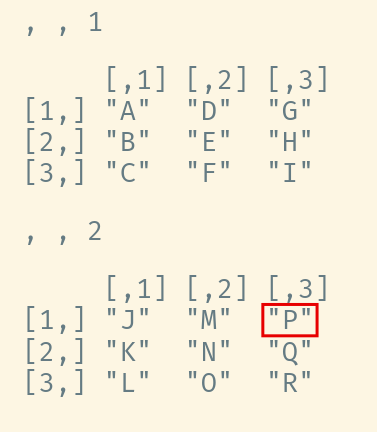 , , 1
[,1] [,2] [,3]
[1,] "A" "D" "G"
[2,] "B" "E" "H"
[3,] "C" "F" "I"
, , 2
[,1] [,2] [,3]
[1,] "J" "M" "P"
[2,] "K" "N" "Q"
[3,] "L" "O" "R"